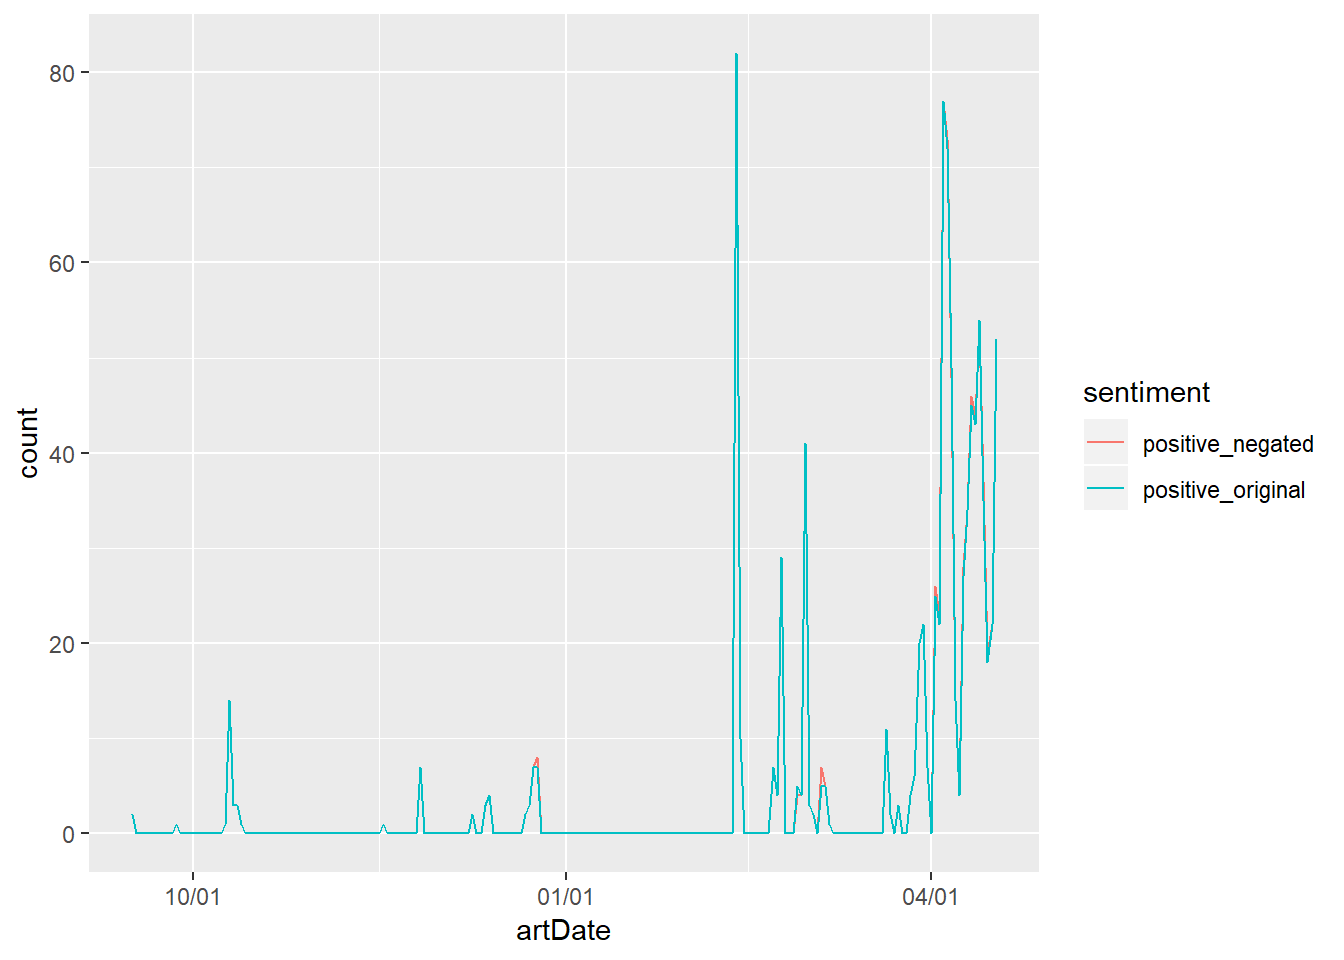 80
60
40
20
0
count
10/01
01/01
04/01
artDate
sentiment
positive_negated
positive_original